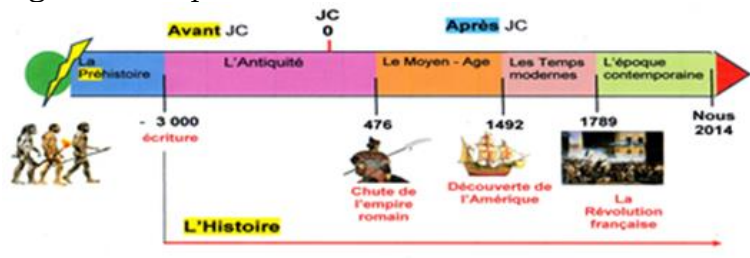 JC
Avant JC
0
Après JC
La
Préhistoire
L'Antiquité
Le Moyen - Age
Les Temps
modernes
L'époque
contemporaine
- 3 000
écriture
476
1492
1789
Nous
2014
Chute de
l'empire
romain
Découverte de
l'Amérique
La
Révolution
française
L'Histoire